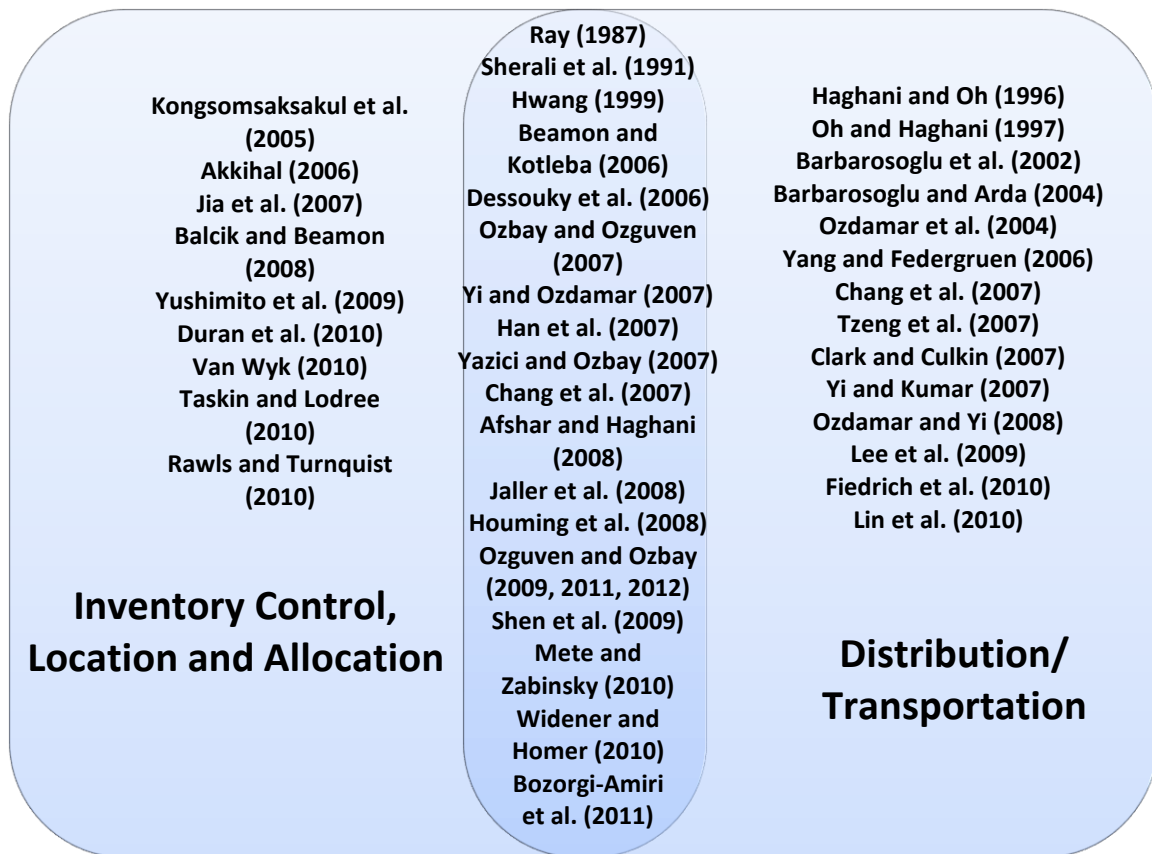 Kongsomsaksakul et al.
(2005)
Akkihal (2006)
Jia et al. (2007)
Balcik and Beamon
(2008)
Yushimito et al. (2009)
Duran et al. (2010)
Van Wyk (2010)
Taskin and Lodree
(2010)
Rawls and Turnquist
(2010)
Inventory Control,
Location and Allocation
Ray (1987)
Sherali et al. (1991)
Hwang (1999)
Beamon and
Kotleba (2006)
Dessouky et al. (2006)
Ozbay and Ozguven
(2007)
Yi and Ozdamar (2007)
Han et al. (2007)
Yazici and Ozbay (2007)
Chang et al. (2007)
Afshar and Haghani
(2008)
Jaller et al. (2008)
Houming et al. (2008)
Ozguven and Ozbay
(2009, 2011, 2012)
Shen et al. (2009)
Mete and
Zabinsky (2010)
Widener and
Homer (2010)
Bozorgi-Amiri
et al. (2011)
Haghani and Oh (1996)
Oh and Haghani (1997)
Barbarosoglu et al. (2002)
Barbarosoglu and Arda (2004)
Ozdamar et al. (2004)
Yang and Federgruen (2006)
Chang et al. (2007)
Tzeng et al. (2007)
Clark and Culkin (2007)
Yi and Kumar (2007)
Ozdamar and Yi (2008)
Lee et al. (2009)
Fiedrich et al. (2010)
Lin et al. (2010)
Distribution/
Transportation